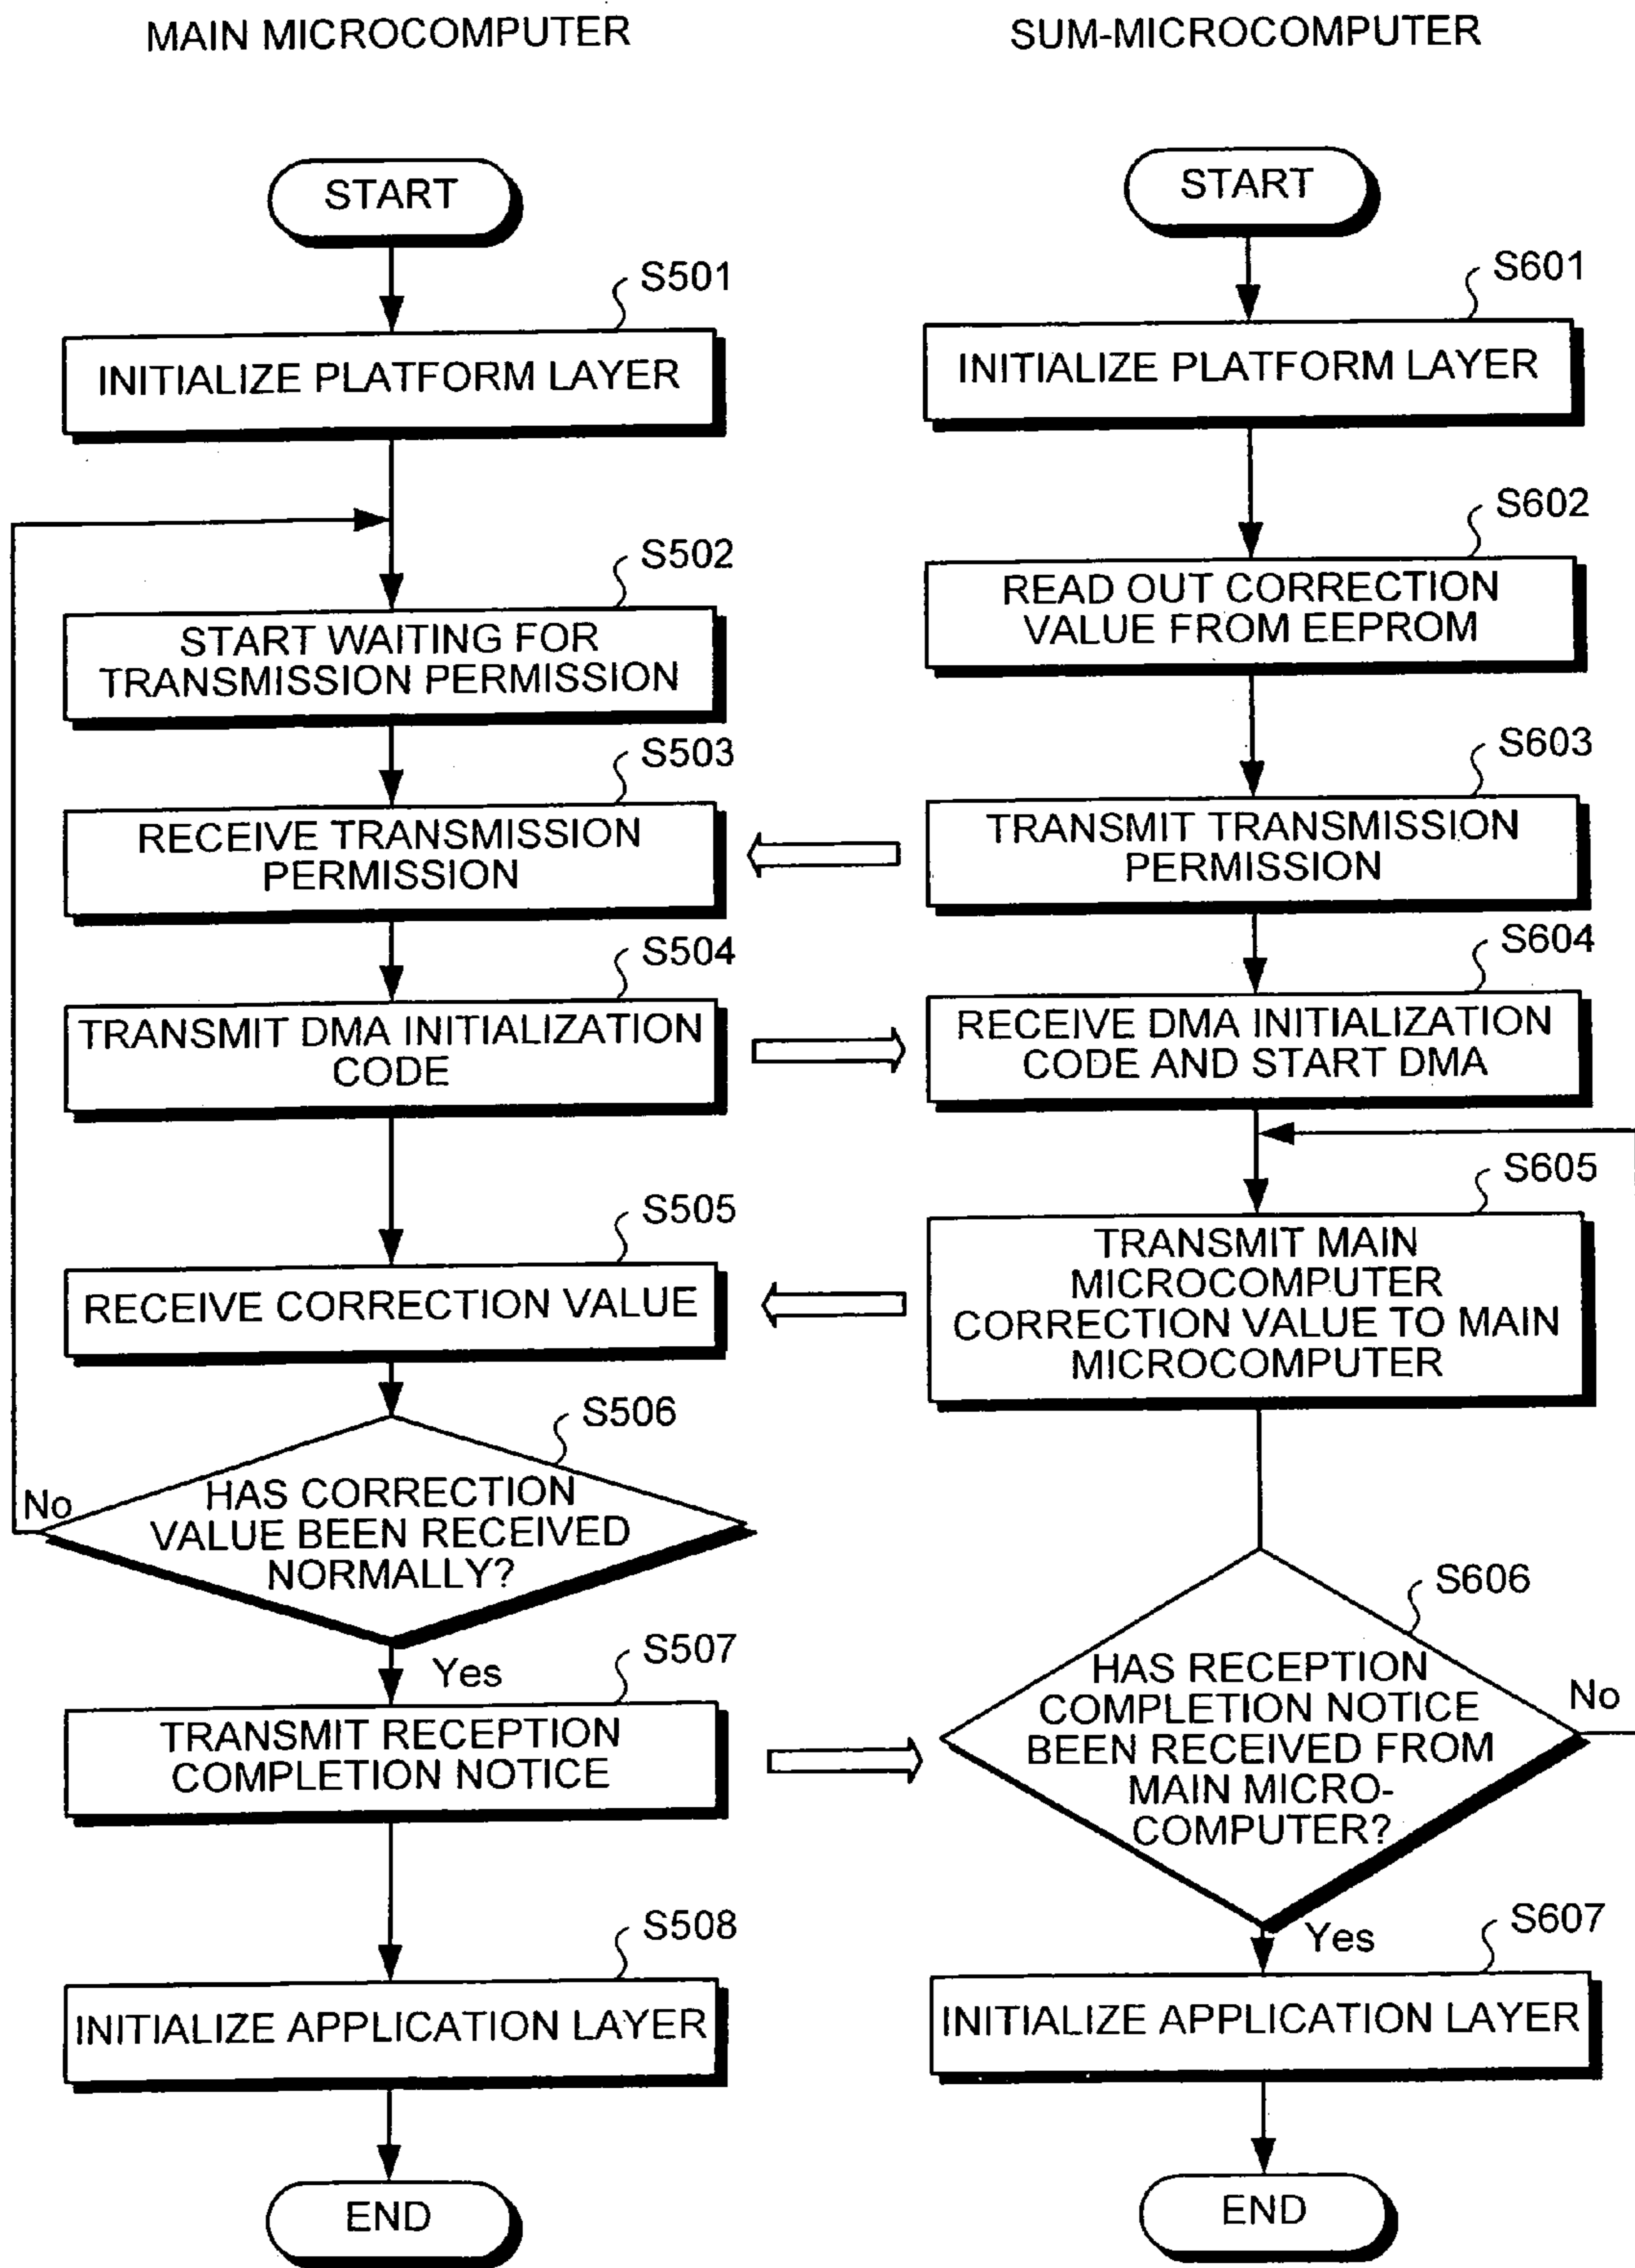 MAIN MICROCOMPUTER
START
S501
INITIALIZE PLATFORM LAYER
S502
START WAITING FOR
TRANSMISSION PERMISSION
S503
RECEIVE TRANSMISSION
PERMISSION
S504
TRANSMIT DMA INITIALIZATION
CODE
S505
RECEIVE CORRECTION VALUE
S506
HAS CORRECTION
VALUE BEEN RECEIVED
NORMALLY?
No
Yes
S507
TRANSMIT RECEPTION
COMPLETION NOTICE
S508
INITIALIZE APPLICATION LAYER
END
SUM-MICROCOMPUTER
START
S601
INITIALIZE PLATFORM LAYER
S602
READ OUT CORRECTION
VALUE FROM EEPROM
S603
TRANSMIT TRANSMISSION
PERMISSION
S604
RECEIVE DMA INITIALIZATION
CODE AND START DMA
S605
TRANSMIT MAIN
MICROCOMPUTER
CORRECTION VALUE TO MAIN
MICROCOMPUTER
S606
HAS RECEPTION
COMPLETION NOTICE
BEEN RECEIVED FROM
MAIN MICRO-
COMPUTER?
No
Yes
S607
INITIALIZE APPLICATION LAYER
END